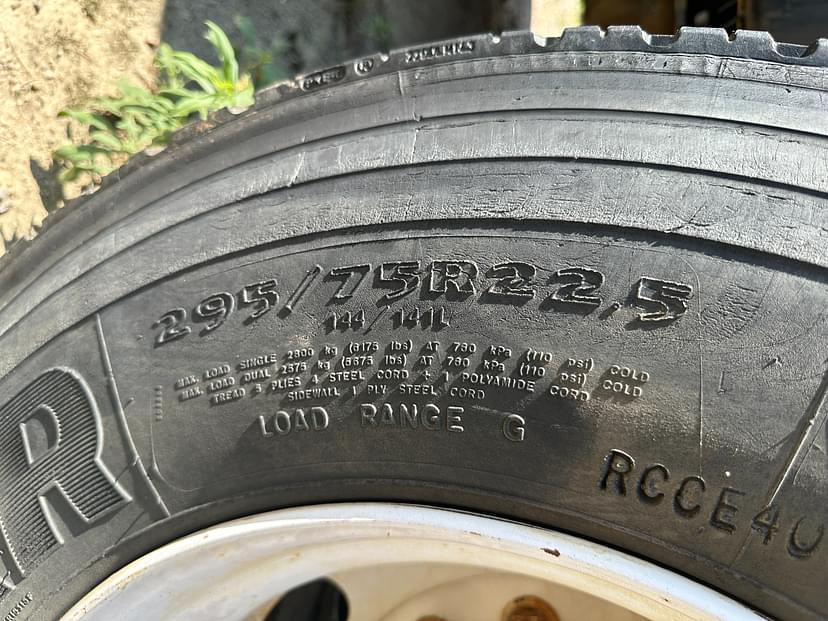 295/75R22.5
144/141L
MAX. LOAD SINGLE 2800 kg (6175 lbs) AT 760 kPa (110 psi) COLD
MAX. LOAD DUAL 2575 kg (5675 lbs) AT 760 kPa (110 psi) COLD
TREAD 5 PLIES 4 STEEL CORD + 1 POLYAMIDE CORD
SIDEWALL 1 PLY STEEL CORD
LOAD RANGE G
R
RCCE40